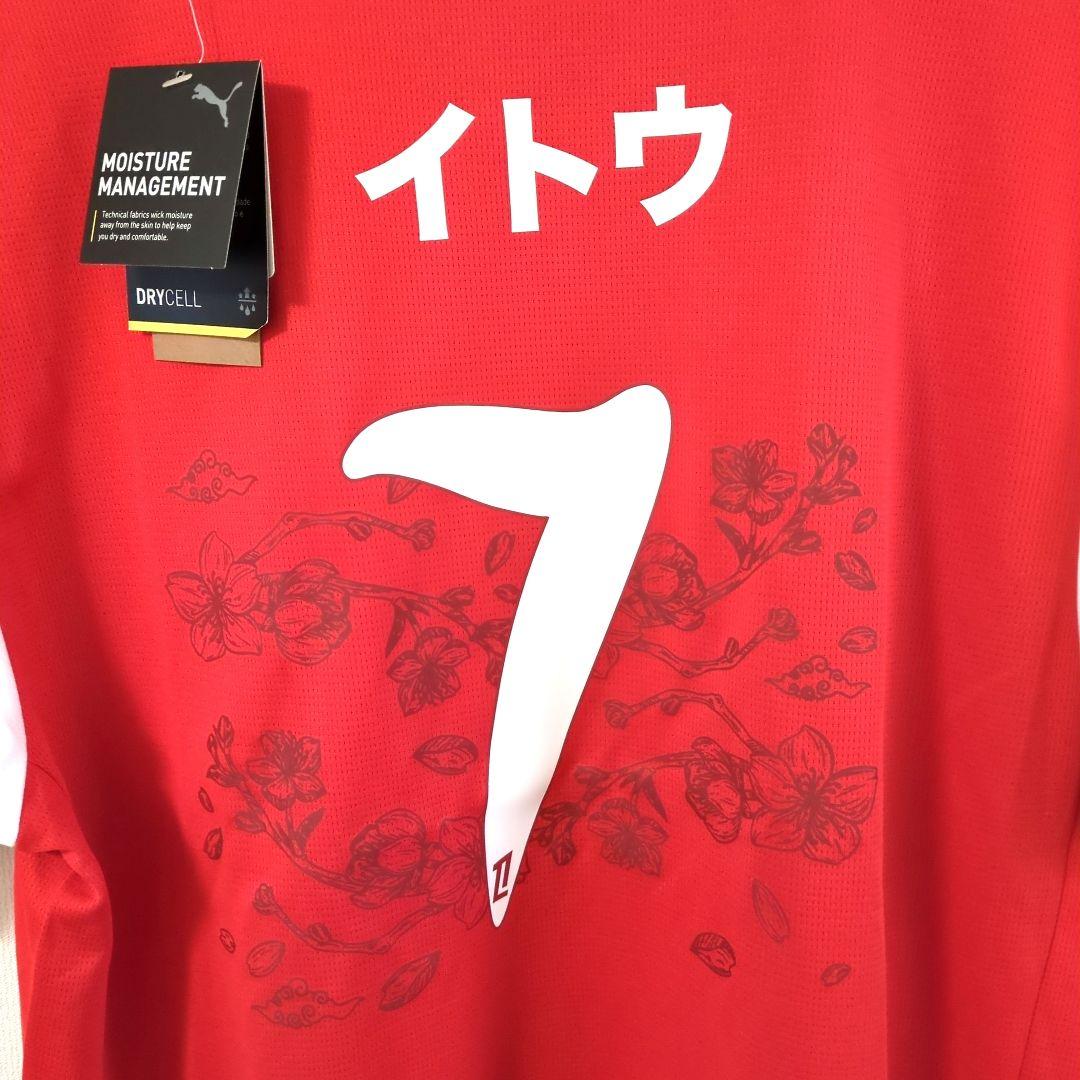 MOISTURE
MANAGEMENT
Technical fabrics wick moisture
away from the skin to help keep
you dry and comfortable.
DRYCELL
イトウ
7